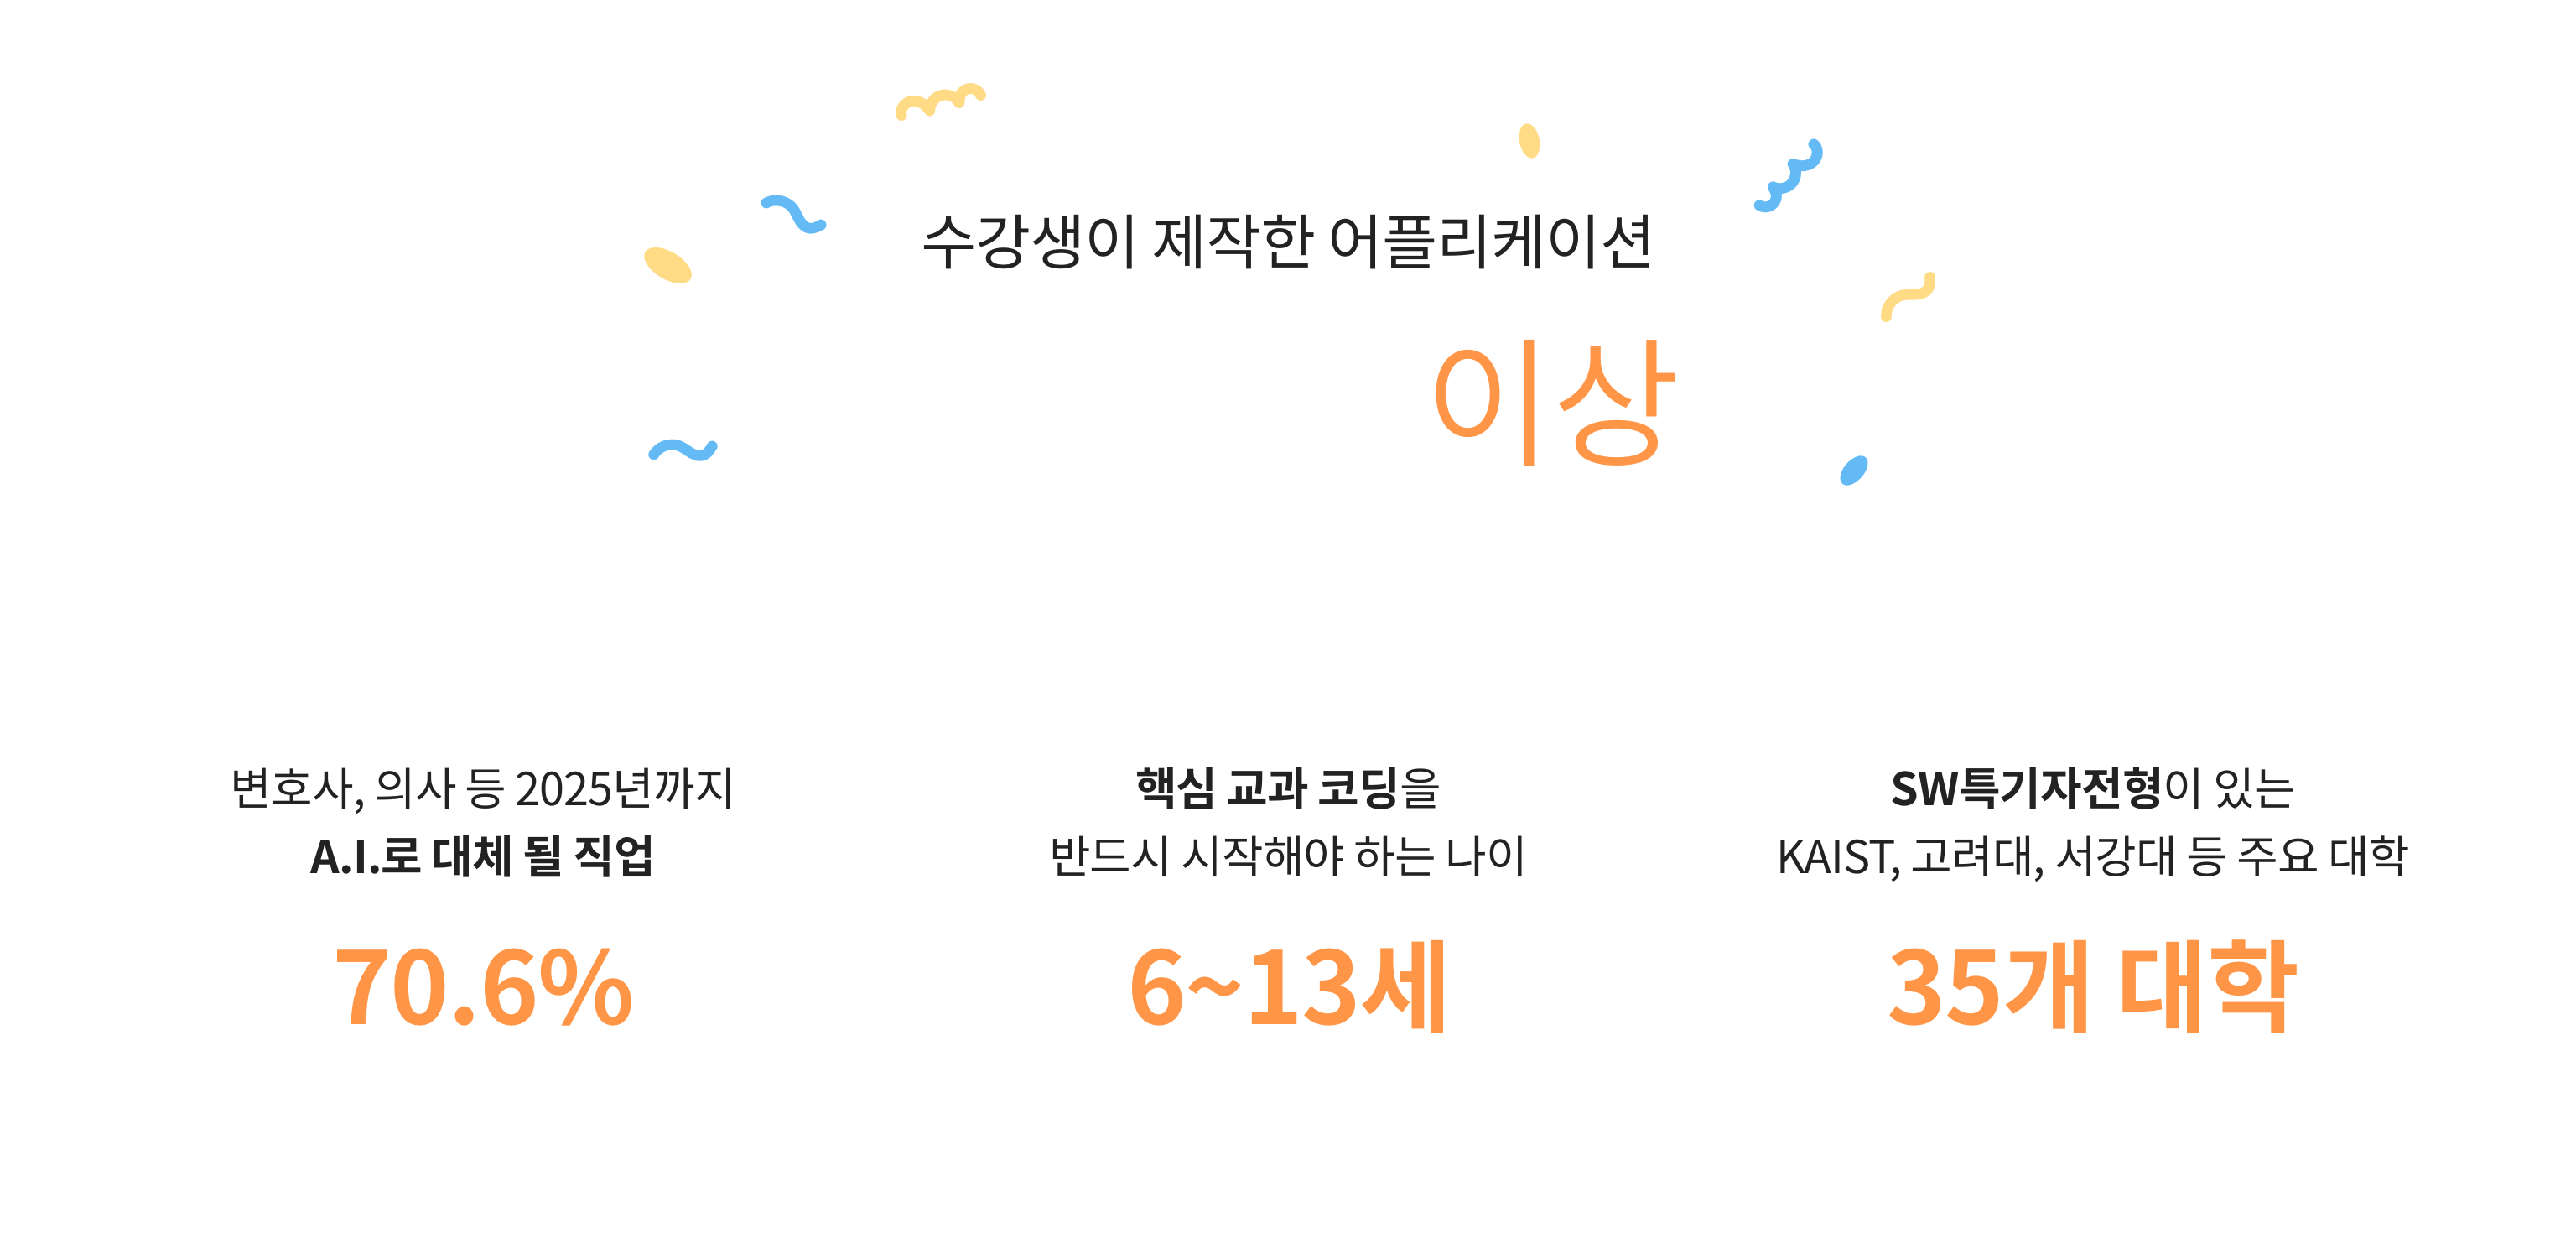 수강생이 제작한 어플리케이션
이상
변호사, 의사 등 2025년까지
A.I.로 대체 될 직업
70.6%
핵심 교과 코딩을
반드시 시작해야 하는 나이
6~13세
SW특기자전형이 있는
KAIST, 고려대, 서강대 등 주요 대학
35개 대학